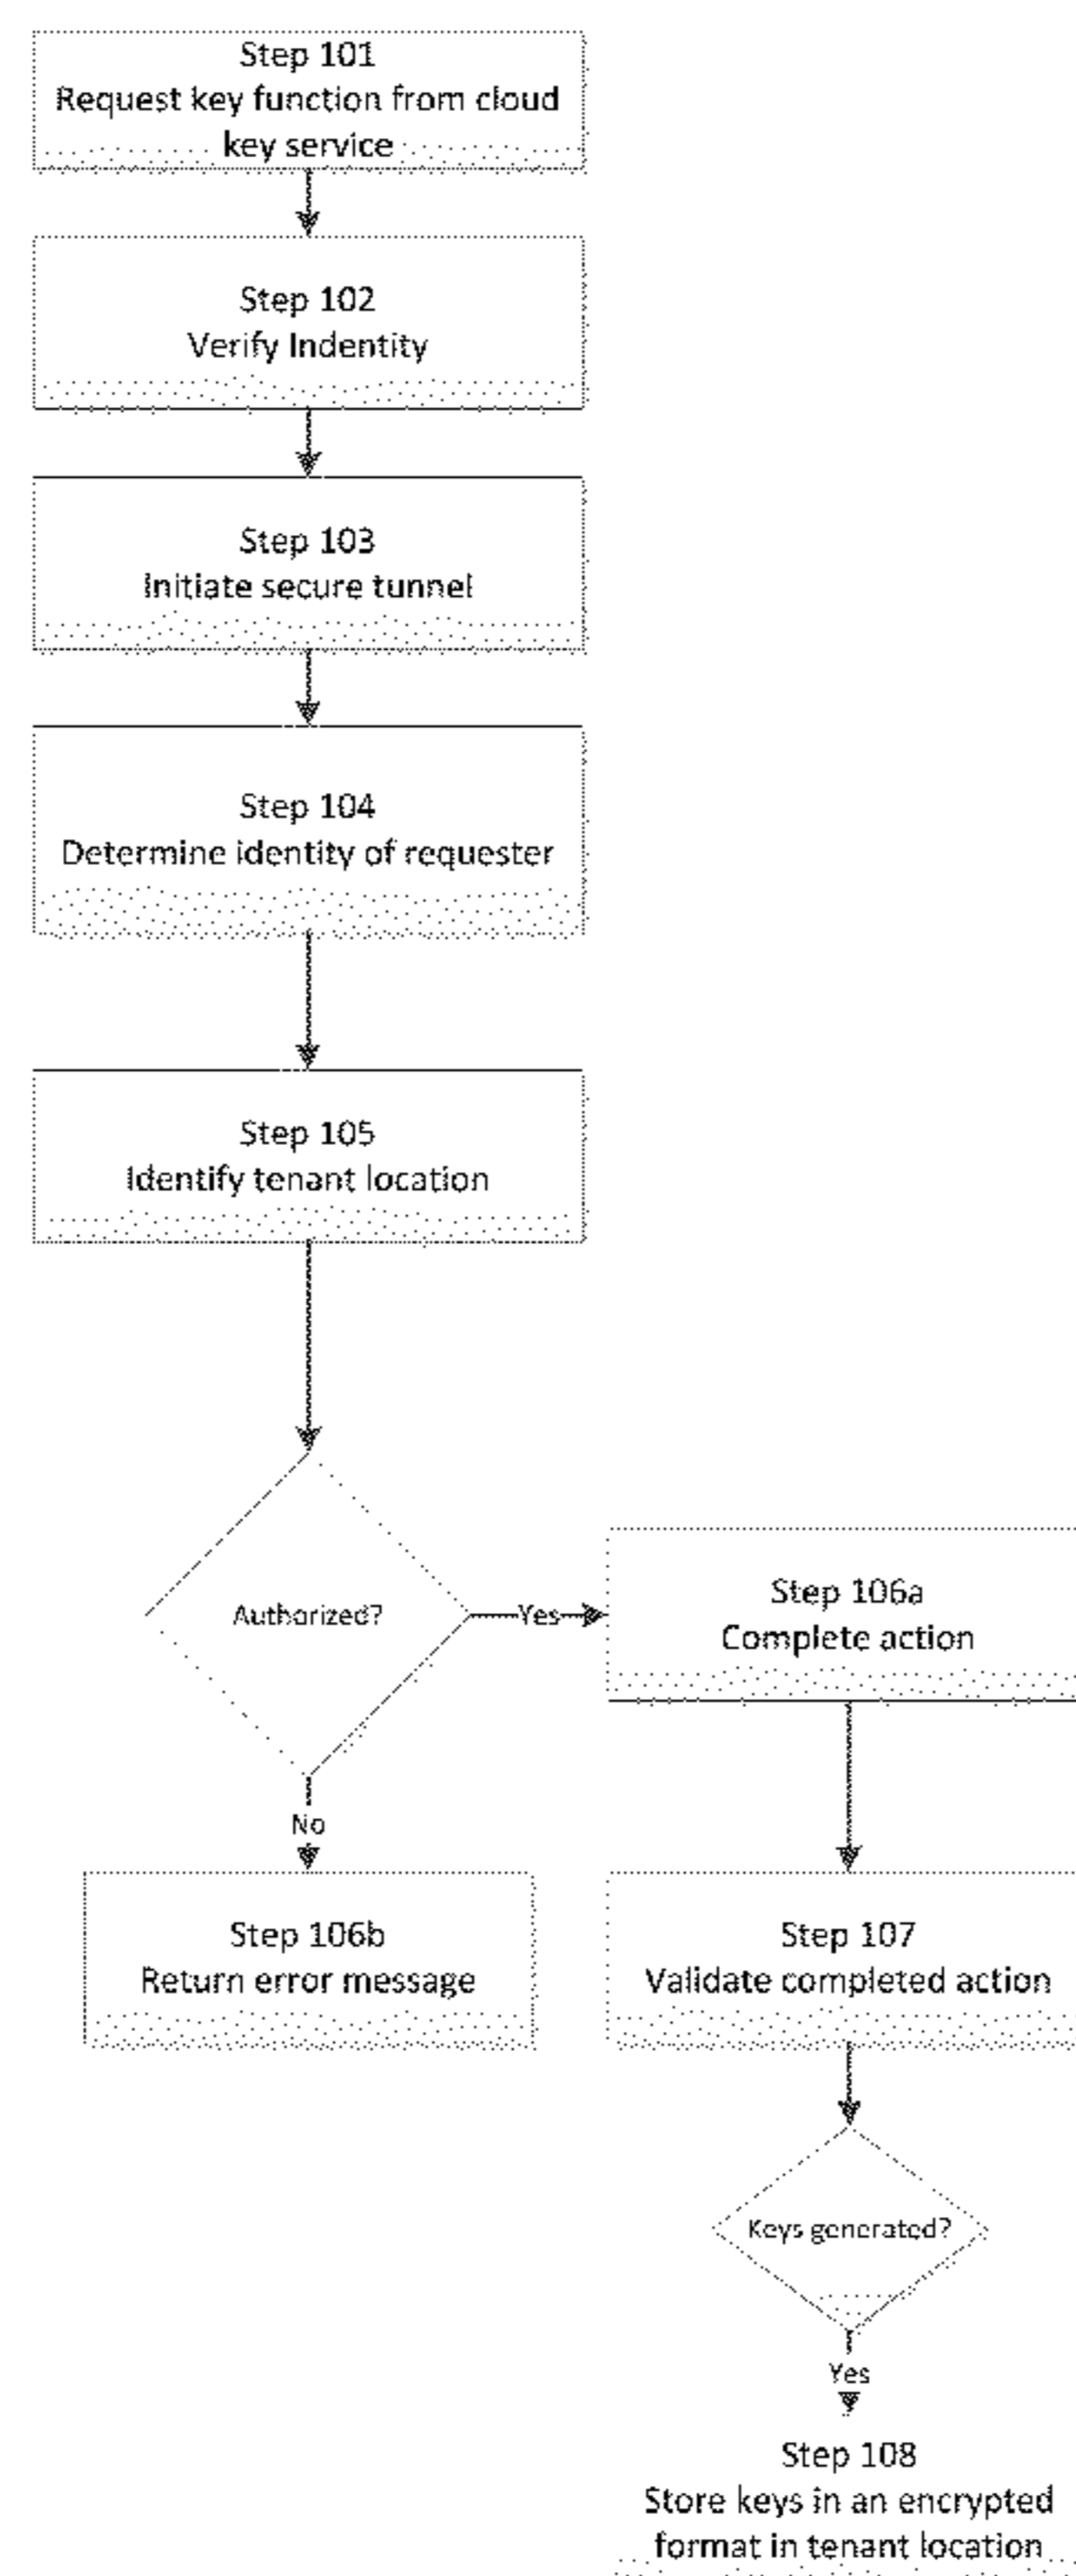 Step 101
Request key function from cloud
key service
Step 102
Verify Indentity
Step 103
Initiate secure tunnel
Step 104
Determine identity of requester
Step 105
Identify tenant location
Authorized?
Yes
Step 106a
Complete action
No
Step 106b
Return error message
Step 107
Validate completed action
Keys generated?
Yes
Step 108
Store keys in an encrypted
format in tenant location